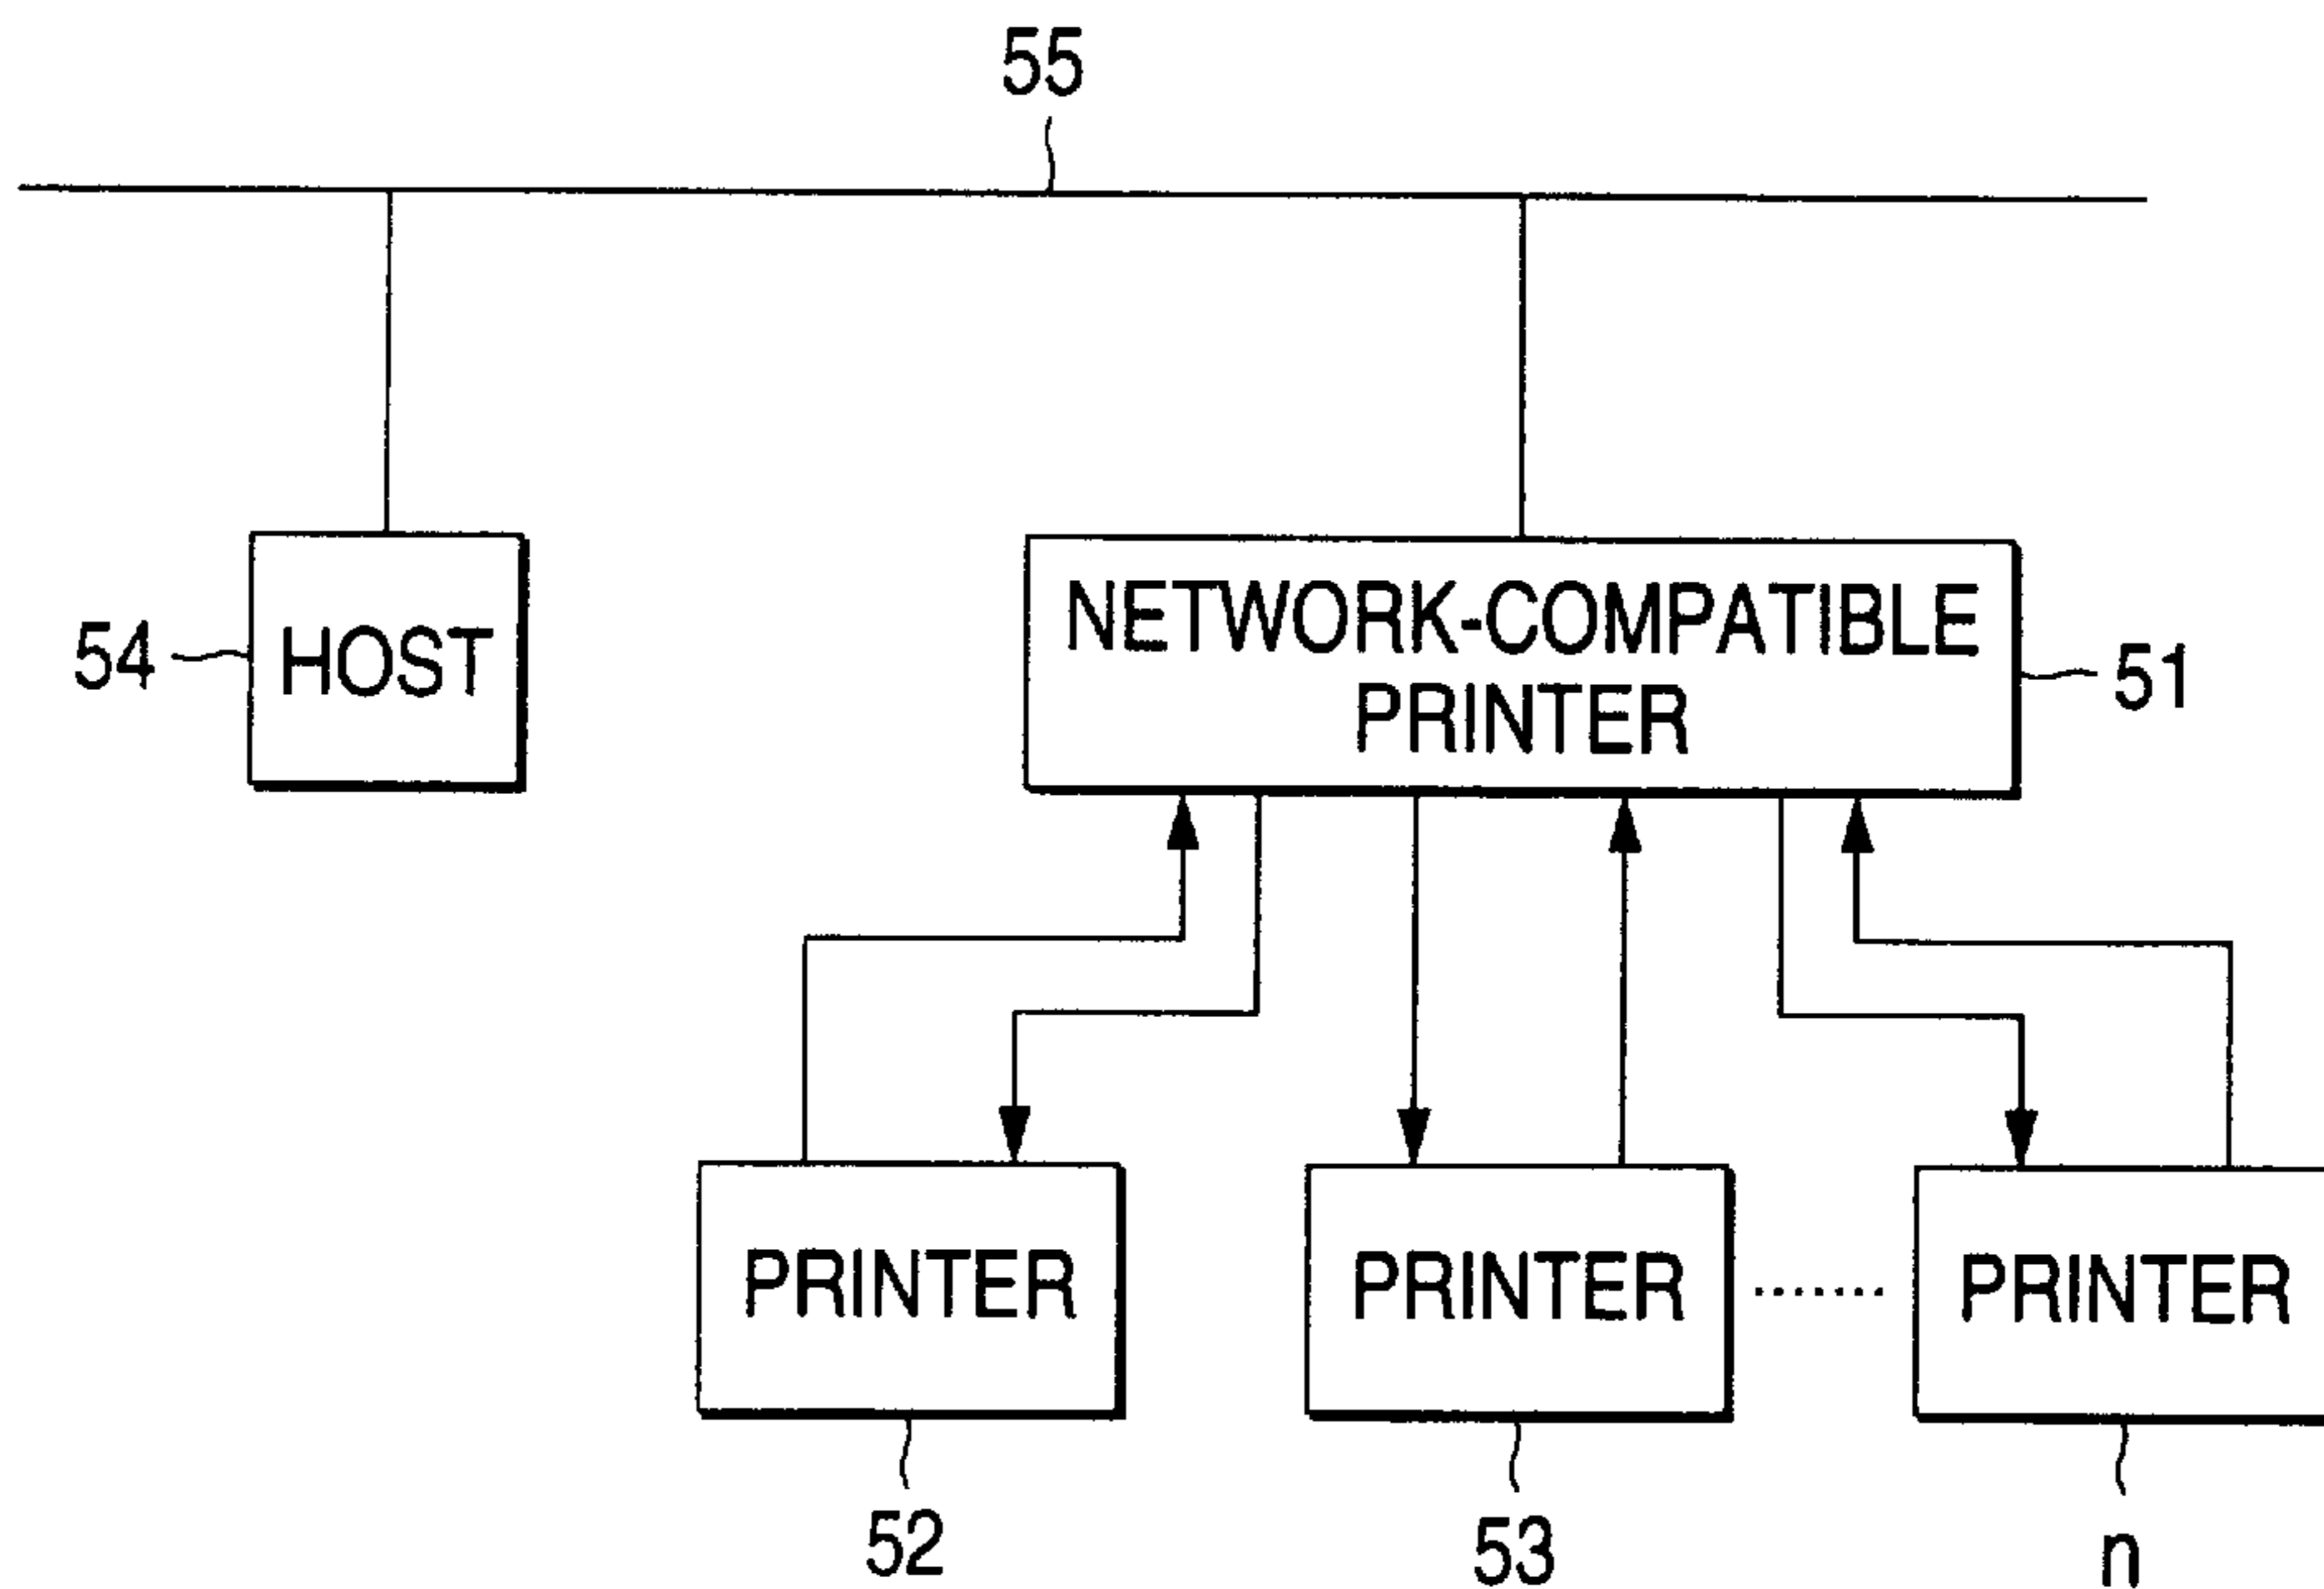 55
54
HOST
NETWORK-COMPATIBLE
PRINTER
51
PRINTER
PRINTER
PRINTER
52
53
n